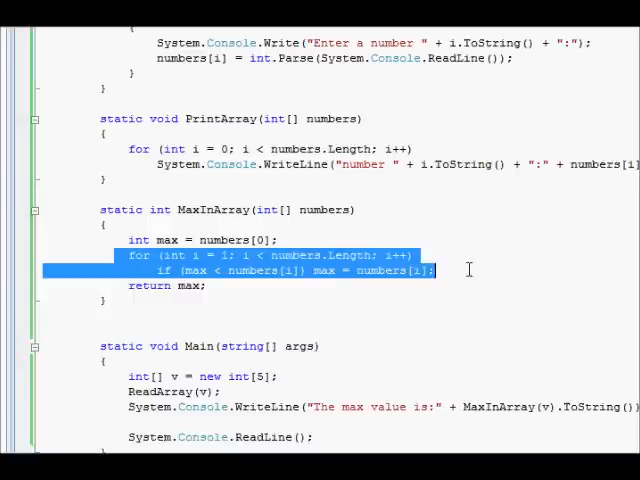 {
System.Console.Write("Enter a number " + i.ToString() + ":");
numbers[i] = int.Parse(System.Console.ReadLine());
}
}
static void PrintArray(int[] numbers)
{
for (int i = 0; i < numbers.Length; i++)
System.Console.WriteLine("number " + i.ToString() + ":" + numbers[i]
}
static int MaxInArray(int[] numbers)
{
int max = numbers[0];
for (int i = 1; i < numbers.Length; i++)
if (max < numbers[i]) max = numbers[i];
return max;
}
static void Main(string[] args)
{
int[] v = new int[5];
ReadArray(v);
System.Console.WriteLine("The max value is:" + MaxInArray(v).ToString())
System.Console.ReadLine();
}